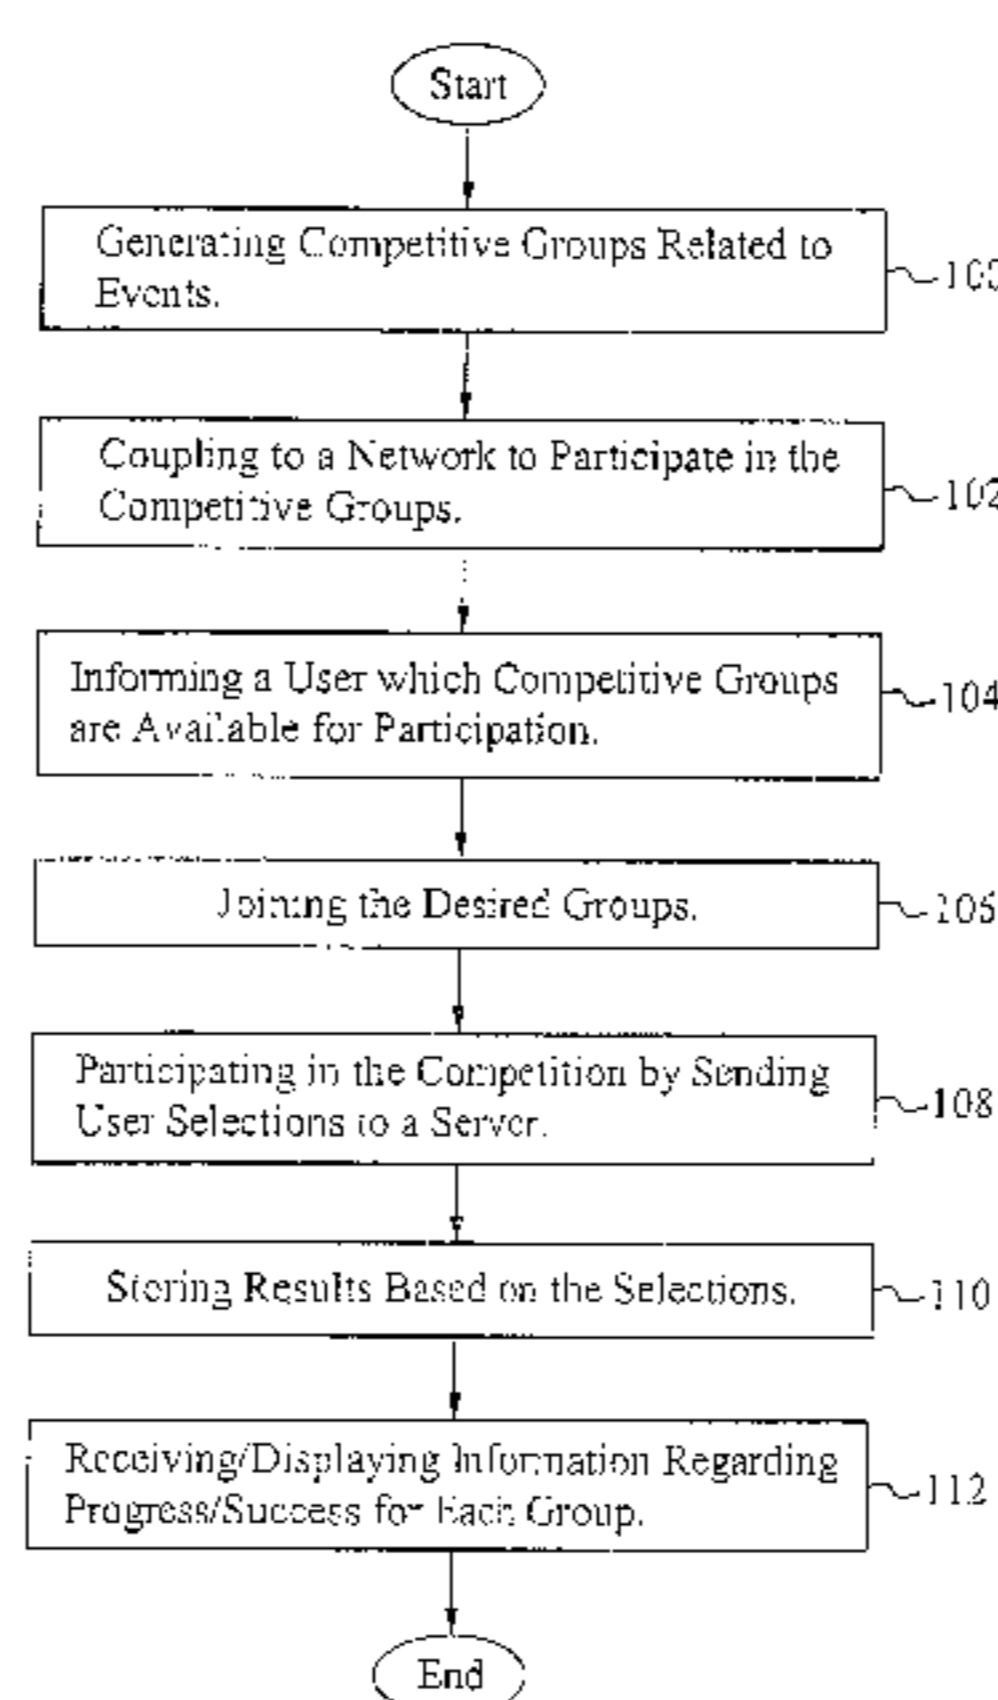 Start
Generating Competitive Groups Related to
Events.
100
Coupling to a Network to Participate in the
Competitive Groups.
102
Informing a User which Competitive Groups
are Available for Participation.
104
Joining the Desired Groups.
106
Participating in the Competition by Sending
User Selections to a Server.
108
Storing Results Based on the Selections.
110
Receiving/Displaying Information Regarding
Progress/Success for Each Group.
112
End